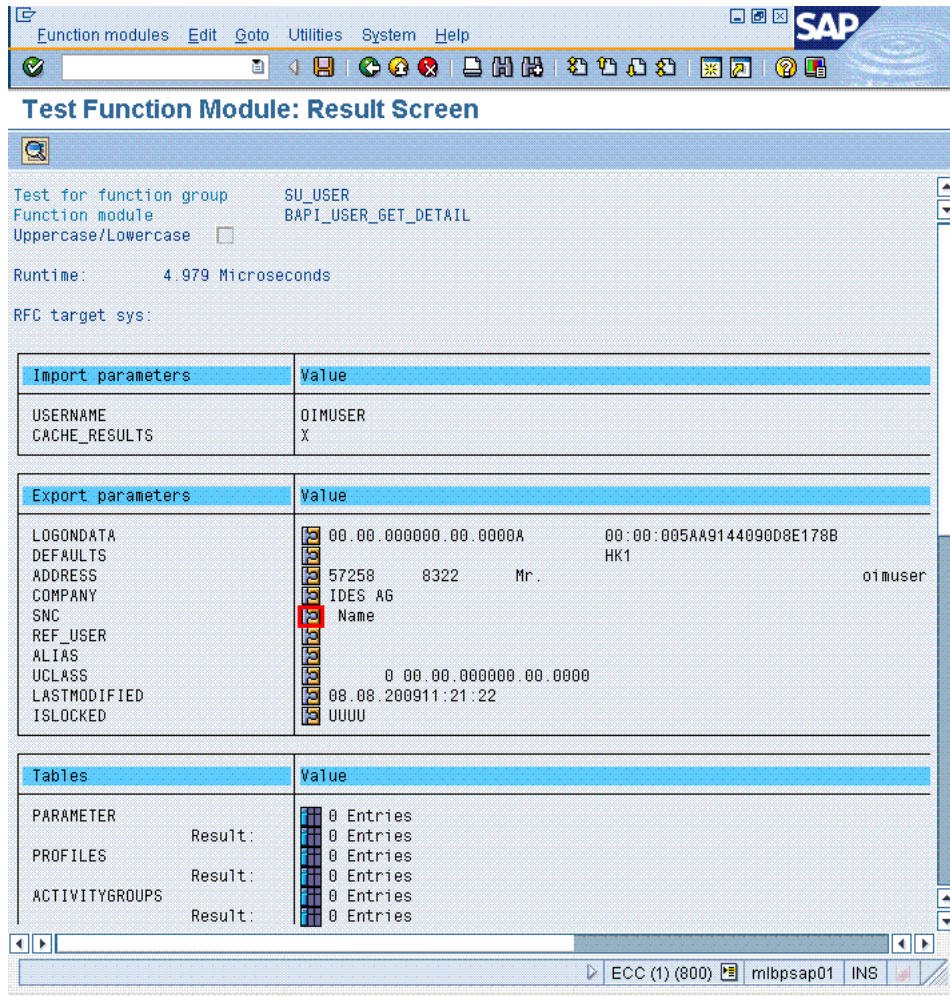 Function modules Edit Goto Utilities System Help
SAP
Test Function Module: Result Screen
Test for function group SU_USER
Function module BAPI_USER_GET_DETAIL
Uppercase/Lowercase
Runtime: 4.979 Microseconds
RFC target sys:
Import parameters Value
USERNAME OIMUSER
CACHE_RESULTS X
Export parameters Value
LOGONDATA 00.00.000000.00.0000A 00:00:005AA9144090D8E178B
DEFAULTS HK1
ADDRESS 57258 8322 Mr. oimuser
COMPANY IDES AG
SNC Name
REF_USER
ALIAS
UCLASS 0 00.00.000000.00.0000
LASTMODIFIED 08.08.200911:21:22
ISLOCKED UUUU
Tables Value
PARAMETER 0 Entries
Result: 0 Entries
PROFILES 0 Entries
Result: 0 Entries
ACTIVITYGROUPS 0 Entries
Result: 0 Entries
ECC (1) (800) mlbpsap01 INS